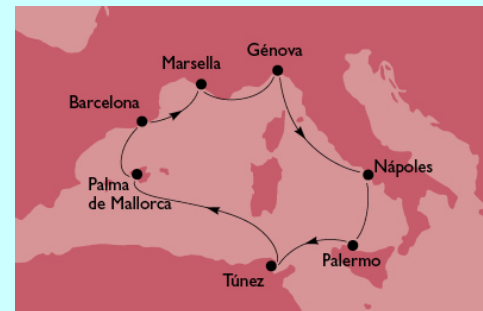 Génova
Marsella
Barcelona
Nápoles
Palma
de Mallorca
Palermo
Túnez